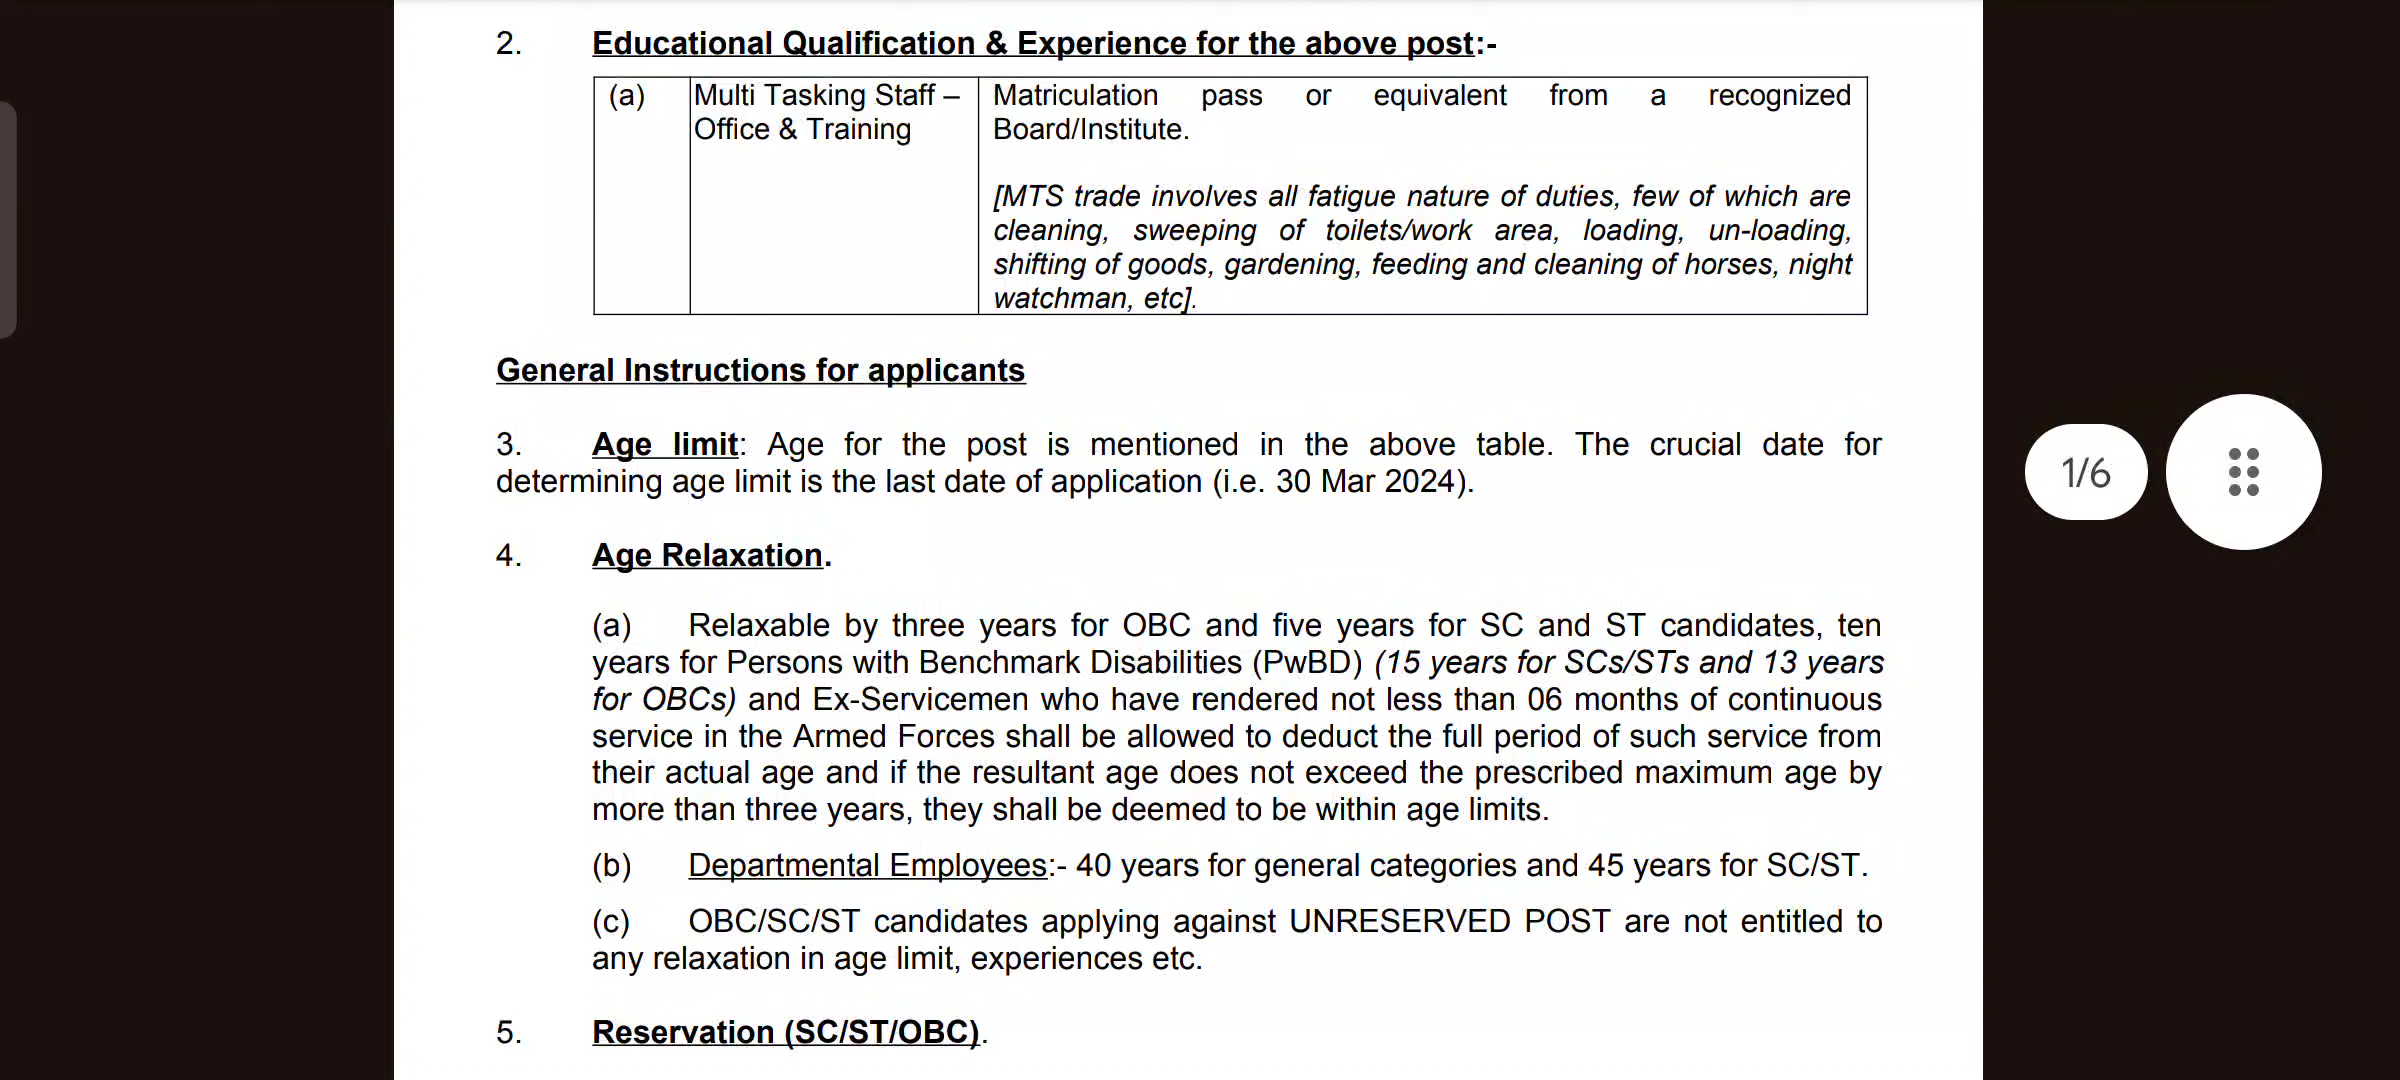 2. Educational Qualification & Experience for the above post:-
(a) Multi Tasking Staff – Matriculation pass or equivalent from a recognized
Office & Training Board/Institute.
[MTS trade involves all fatigue nature of duties, few of which are
cleaning, sweeping of toilets/work area, loading, un-loading,
shifting of goods, gardening, feeding and cleaning of horses, night
watchman, etc].
General Instructions for applicants
3. Age limit: Age for the post is mentioned in the above table. The crucial date for
determining age limit is the last date of application (i.e. 30 Mar 2024).
1/6
4. Age Relaxation.
(a) Relaxable by three years for OBC and five years for SC and ST candidates, ten
years for Persons with Benchmark Disabilities (PwBD) (15 years for SCs/STs and 13 years
for OBCs) and Ex-Servicemen who have rendered not less than 06 months of continuous
service in the Armed Forces shall be allowed to deduct the full period of such service from
their actual age and if the resultant age does not exceed the prescribed maximum age by
more than three years, they shall be deemed to be within age limits.
(b) Departmental Employees:- 40 years for general categories and 45 years for SC/ST.
(c) OBC/SC/ST candidates applying against UNRESERVED POST are not entitled to
any relaxation in age limit, experiences etc.
5. Reservation (SC/ST/OBC).